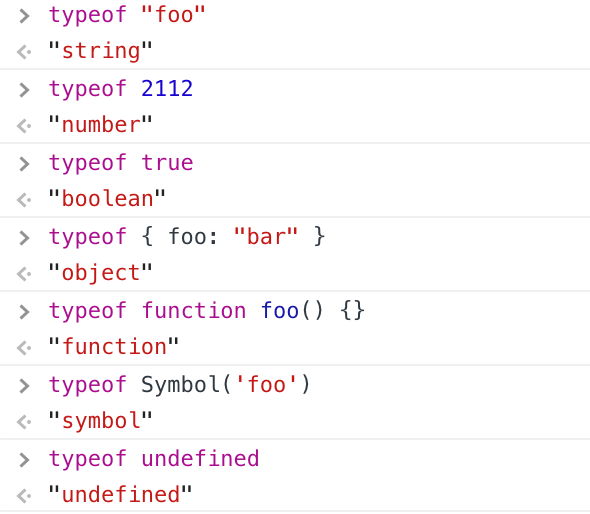 > typeof "foo"
<· "string"
> typeof 2112
<· "number"
> typeof true
<· "boolean"
> typeof { foo: "bar" }
<· "object"
> typeof function foo() {}
<· "function"
> typeof Symbol('foo')
<· "symbol"
> typeof undefined
<· "undefined"